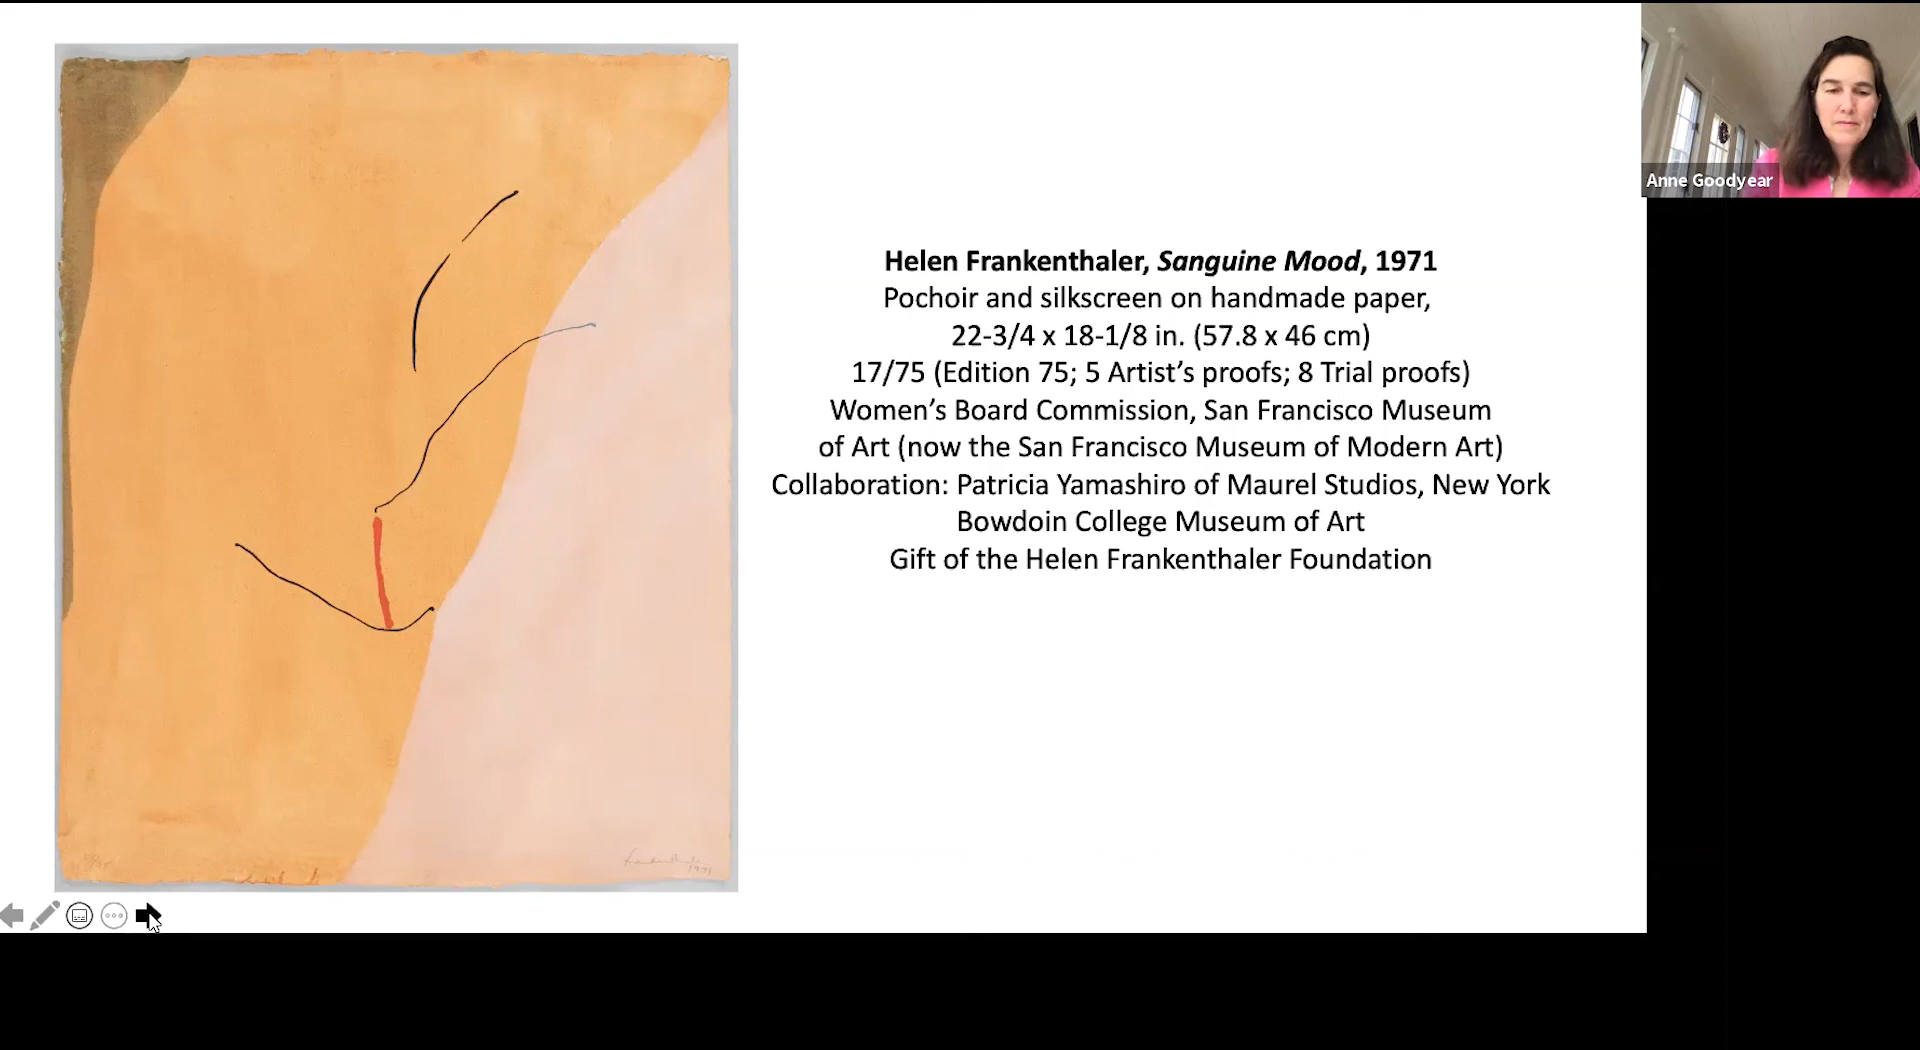 Helen Frankenthaler, Sanguine Mood, 1971
Pochoir and silkscreen on handmade paper,
22-3/4 x 18-1/8 in. (57.8 x 46 cm)
17/75 (Edition 75; 5 Artist’s proofs; 8 Trial proofs)
Women’s Board Commission, San Francisco Museum
of Art (now the San Francisco Museum of Modern Art)
Collaboration: Patricia Yamashiro of Maurel Studios, New York
Bowdoin College Museum of Art
Gift of the Helen Frankenthaler Foundation
Anne Goodyear
Frankenthaler
1971